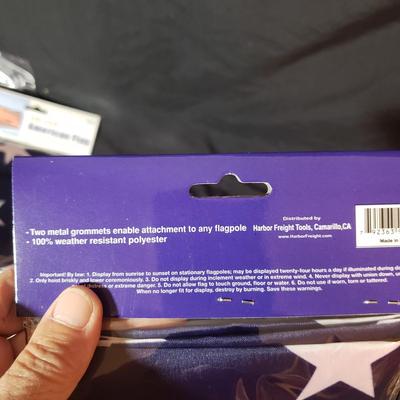 American Flag
- Two metal grommets enable attachment to any flagpole
- 100% weather resistant polyester
Distributed by
Harbor Freight Tools, Camarillo, CA
www.HarborFreight.com
7 92363
Made in
Important! By law: 1. Display from sunrise to sunset on stationary flagpoles; may be displayed twenty-four hours a day if illuminated during
2. Only hoist briskly and lower ceremoniously. 3. Do not display during inclement weather or in extreme wind. 4. Never display with union down, un
distress or extreme danger. 5. Do not allow flag to touch ground, floor or water. 6. Do not use if worn, torn or tattered.
When no longer fit for display, destroy by burning. Save these warnings.